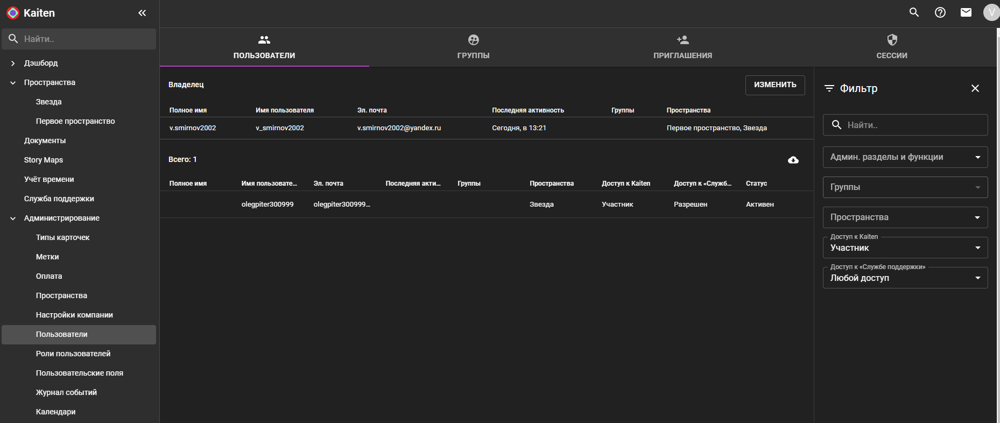 Kaiten
Найти..
Дэшборд
Пространства
Звезда
Первое пространство
Документы
Story Maps
Учёт времени
Служба поддержки
Администрирование
Типы карточек
Метки
Оплата
Пространства
Настройки компании
Пользователи
Роли пользователей
Пользовательские поля
Журнал событий
Календари
V
ПОЛЬЗОВАТЕЛИ ГРУППЫ ПРИГЛАШЕНИЯ СЕССИИ
Владелец ИЗМЕНИТЬ
Полное имя Имя пользователя Эл. почта Последняя активность Группы Пространства
v.smirnov2002 v_smirnov2002 v.smirnov2002@yandex.ru Сегодня, в 13:21 Первое пространство, Звезда
Всего: 1
Полное имя Имя пользовате... Эл. почта Последняя акти... Группы Пространства Доступ к Kaiten Доступ к «Служб... Статус
olegpiter300999 olegpiter300999... Звезда Участник Разрешен Активен
Фильтр
Найти..
Админ. разделы и функции
Группы
Пространства
Доступ к Kaiten
Участник
Доступ к «Службе поддержки»
Любой доступ